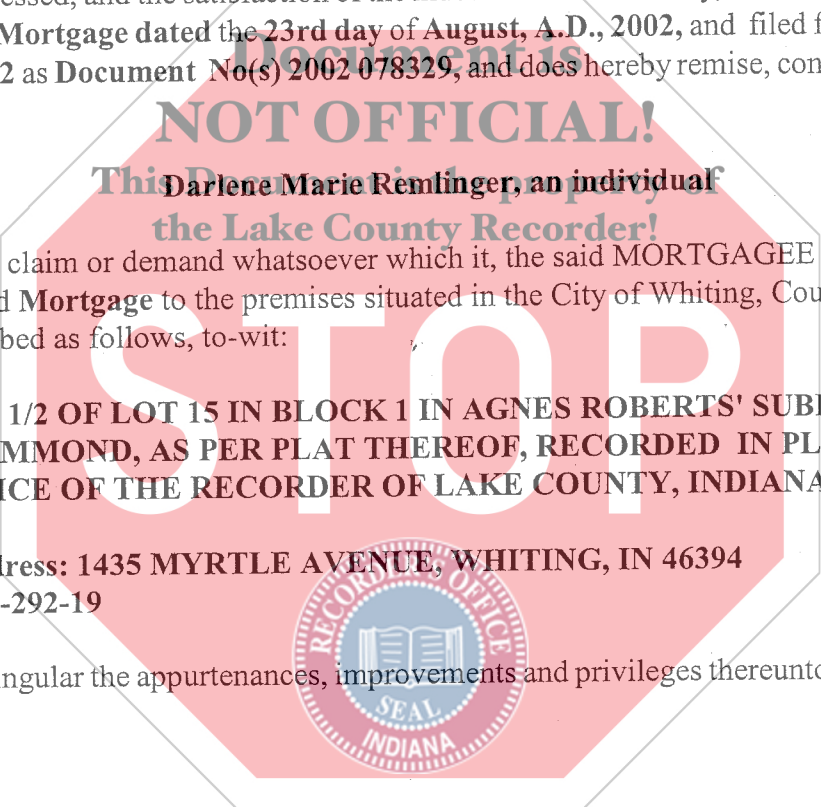 essed, and the satisfaction of the
Mortgage dated the 23rd day of August, A.D., 2002, and filed f
Document is
2 as Document No(s) 2002 078329, and does hereby remise, con
NOT OFFICIAL!
This Document is the property of
Darlene Marie Remlinger, an individual
the Lake County Recorder!
claim or demand whatsoever which it, the said MORTGAGEE
d Mortgage to the premises situated in the City of Whiting, Cou
bed as follows, to-wit:
STOP
1/2 OF LOT 15 IN BLOCK 1 IN AGNES ROBERTS' SUBI
MMOND, AS PER PLAT THEREOF, RECORDED IN PL
ICE OF THE RECORDER OF LAKE COUNTY, INDIANA
dress: 1435 MYRTLE AVENUE, WHITING, IN 46394
-292-19
RECORDER'S OFFICE
ngular the appurtenances, improvements and privileges thereunto
SEAL
INDIANA